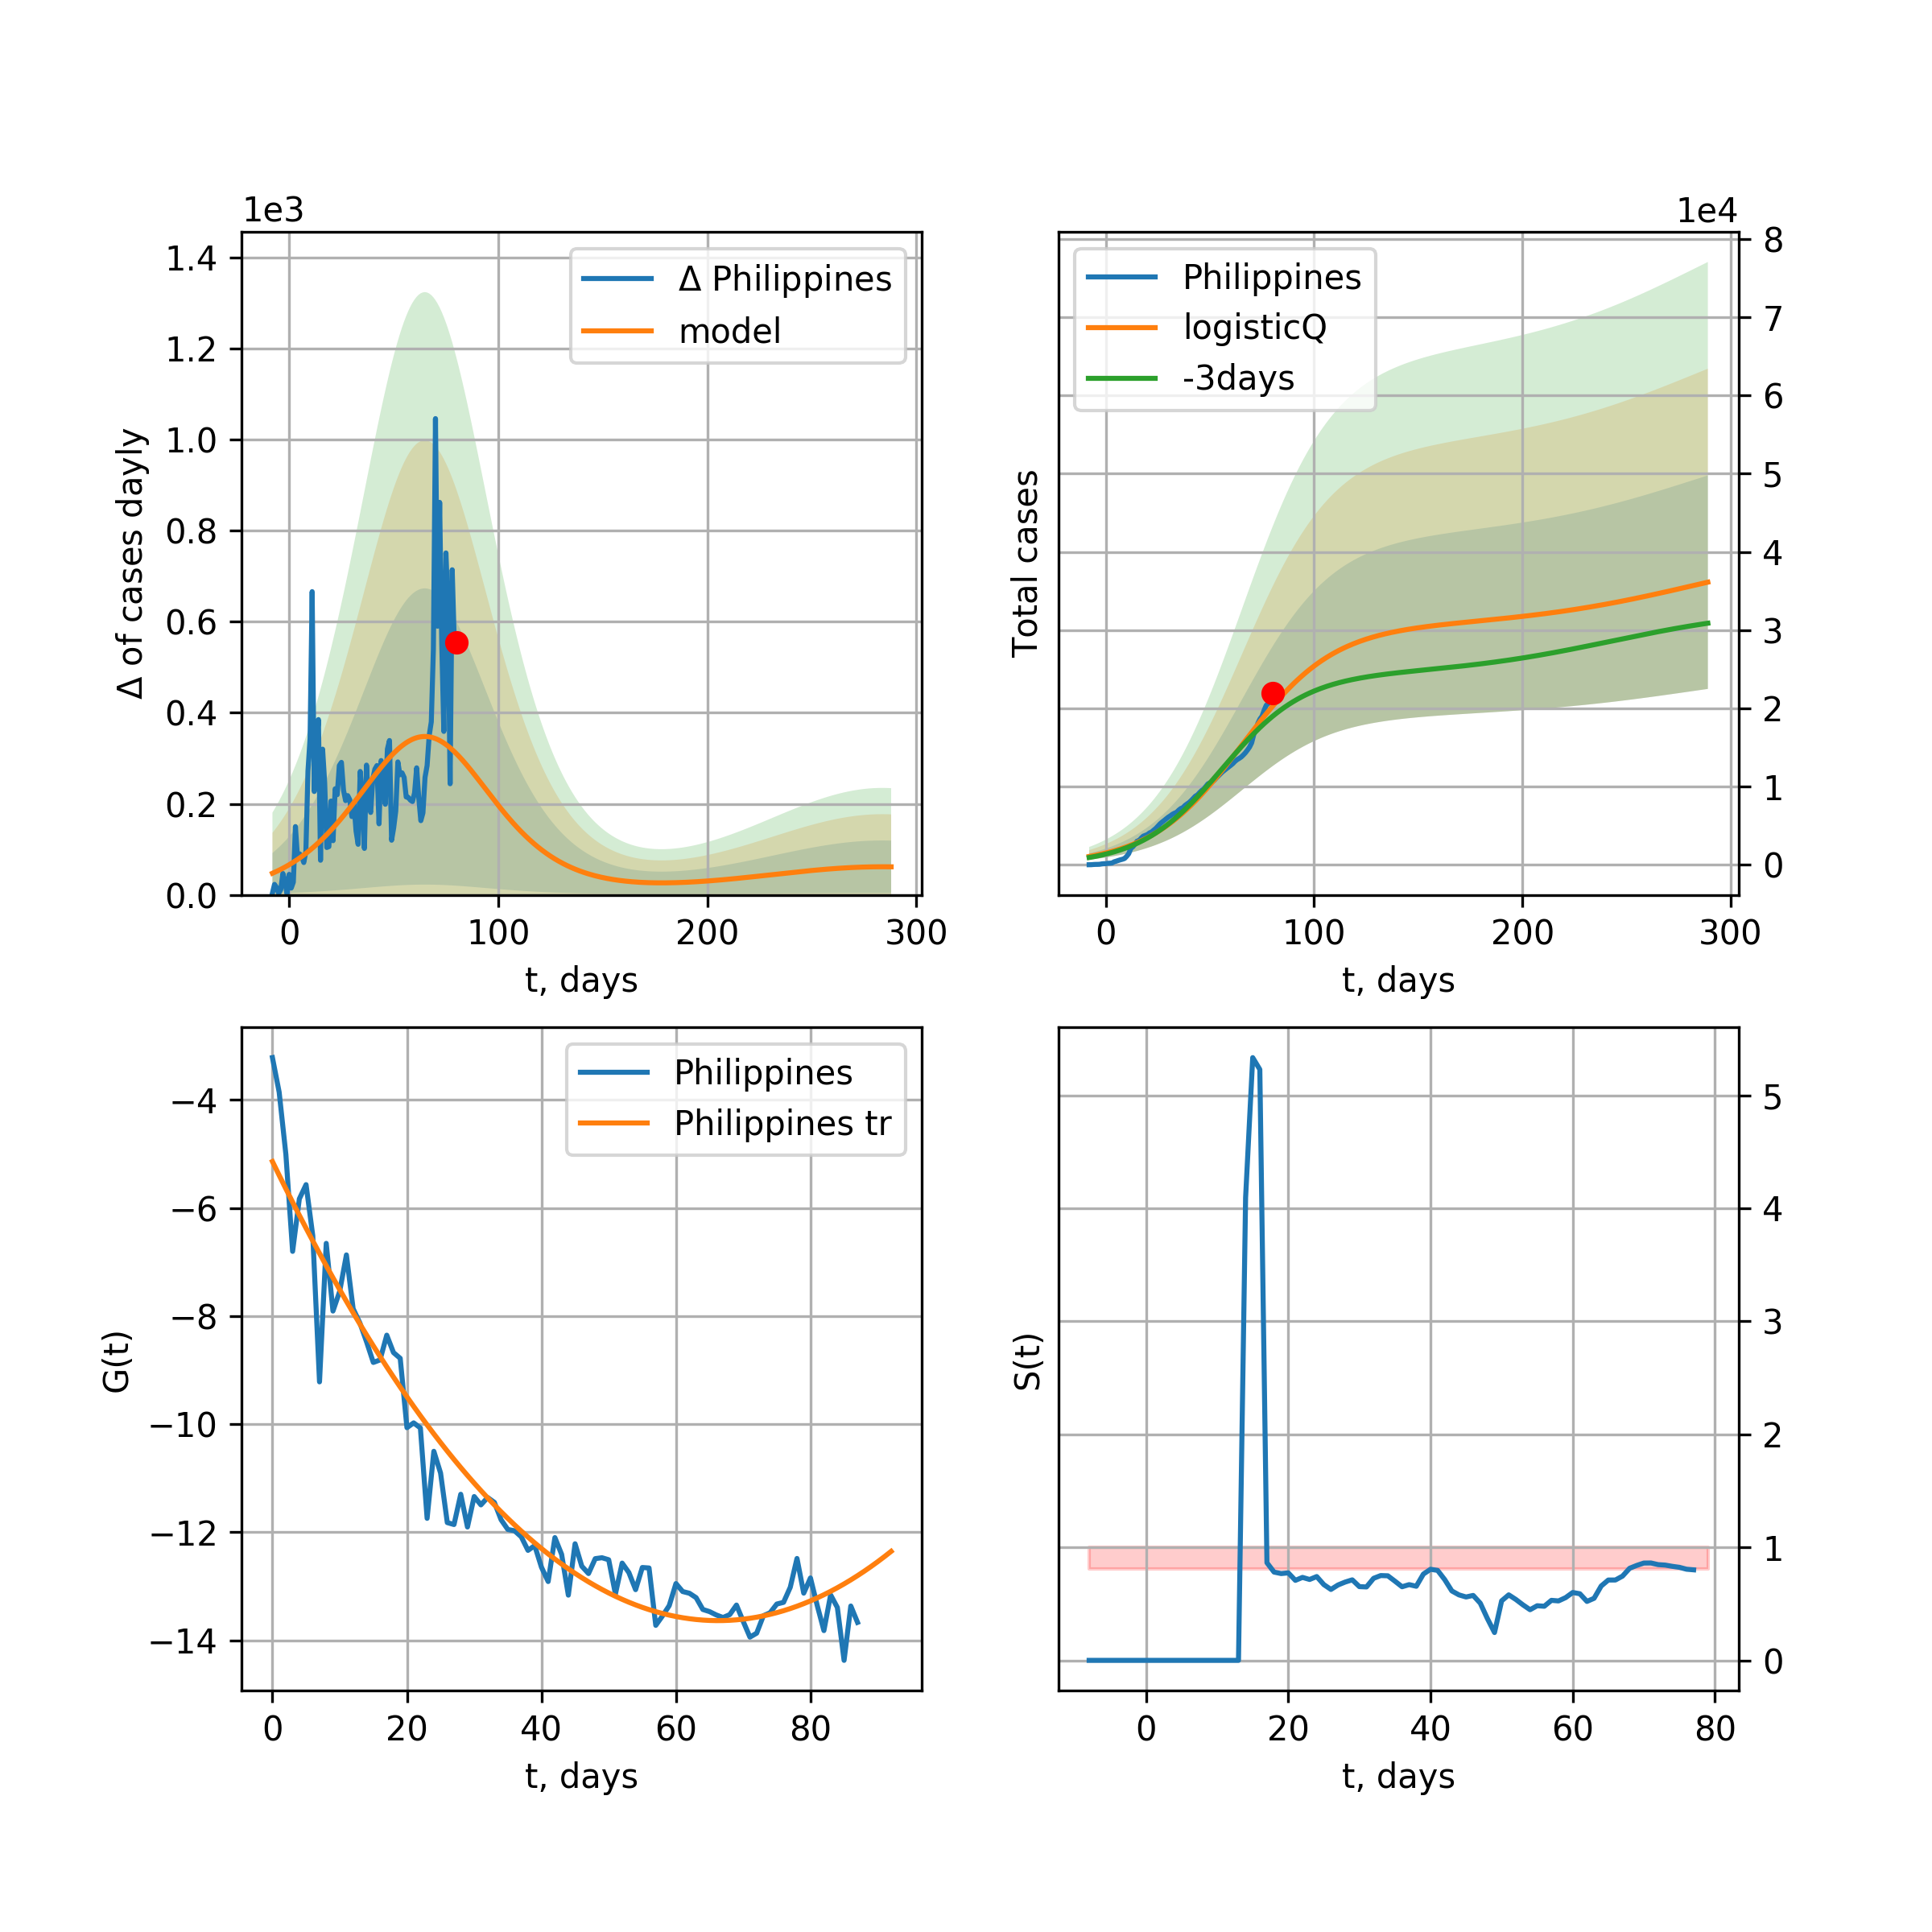 1e3
1.4
1.2
1.0
0.8
0.6
0.4
0.2
0.0
Δ of cases dayly
Δ Philippines
model
0 100 200 300
t, days
1e4
8
7
6
5
4
3
2
1
0
Total cases
Philippines
logisticQ
-3days
0 100 200 300
t, days
−4
−6
−8
−10
−12
−14
G(t)
Philippines
Philippines tr
0 20 40 60 80
t, days
5
4
3
2
1
0
S(t)
0 20 40 60 80
t, days